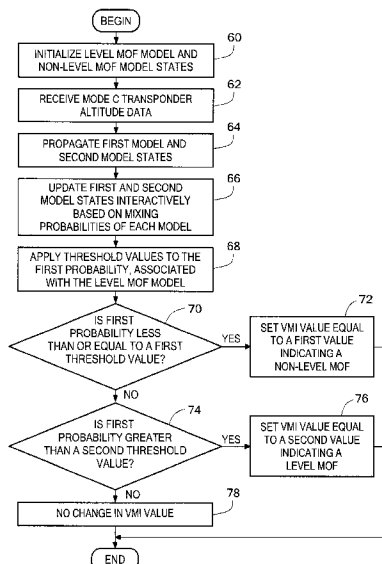 BEGIN
60
INITIALIZE LEVEL MOF MODEL AND
NON-LEVEL MOF MODEL STATES
62
RECEIVE MODE C TRANSPONDER
ALTITUDE DATA
64
PROPAGATE FIRST MODEL AND
SECOND MODEL STATES
66
UPDATE FIRST AND SECOND
MODEL STATES INTERACTIVELY
BASED ON MIXING
PROBABILITIES OF EACH MODEL
68
APPLY THRESHOLD VALUES TO THE
FIRST PROBABILITY, ASSOCIATED
WITH THE LEVEL MOF MODEL
70
IS FIRST
PROBABILITY LESS
THAN OR EQUAL TO A FIRST
THRESHOLD VALUE?
YES
72
SET VMI VALUE EQUAL
TO A FIRST VALUE
INDICATING A
NON-LEVEL MOF
NO
74
IS FIRST
PROBABILITY GREATER
THAN A SECOND THRESHOLD
VALUE?
YES
76
SET VMI VALUE EQUAL
TO A SECOND VALUE
INDICATING A
LEVEL MOF
NO
78
NO CHANGE IN VMI VALUE
END